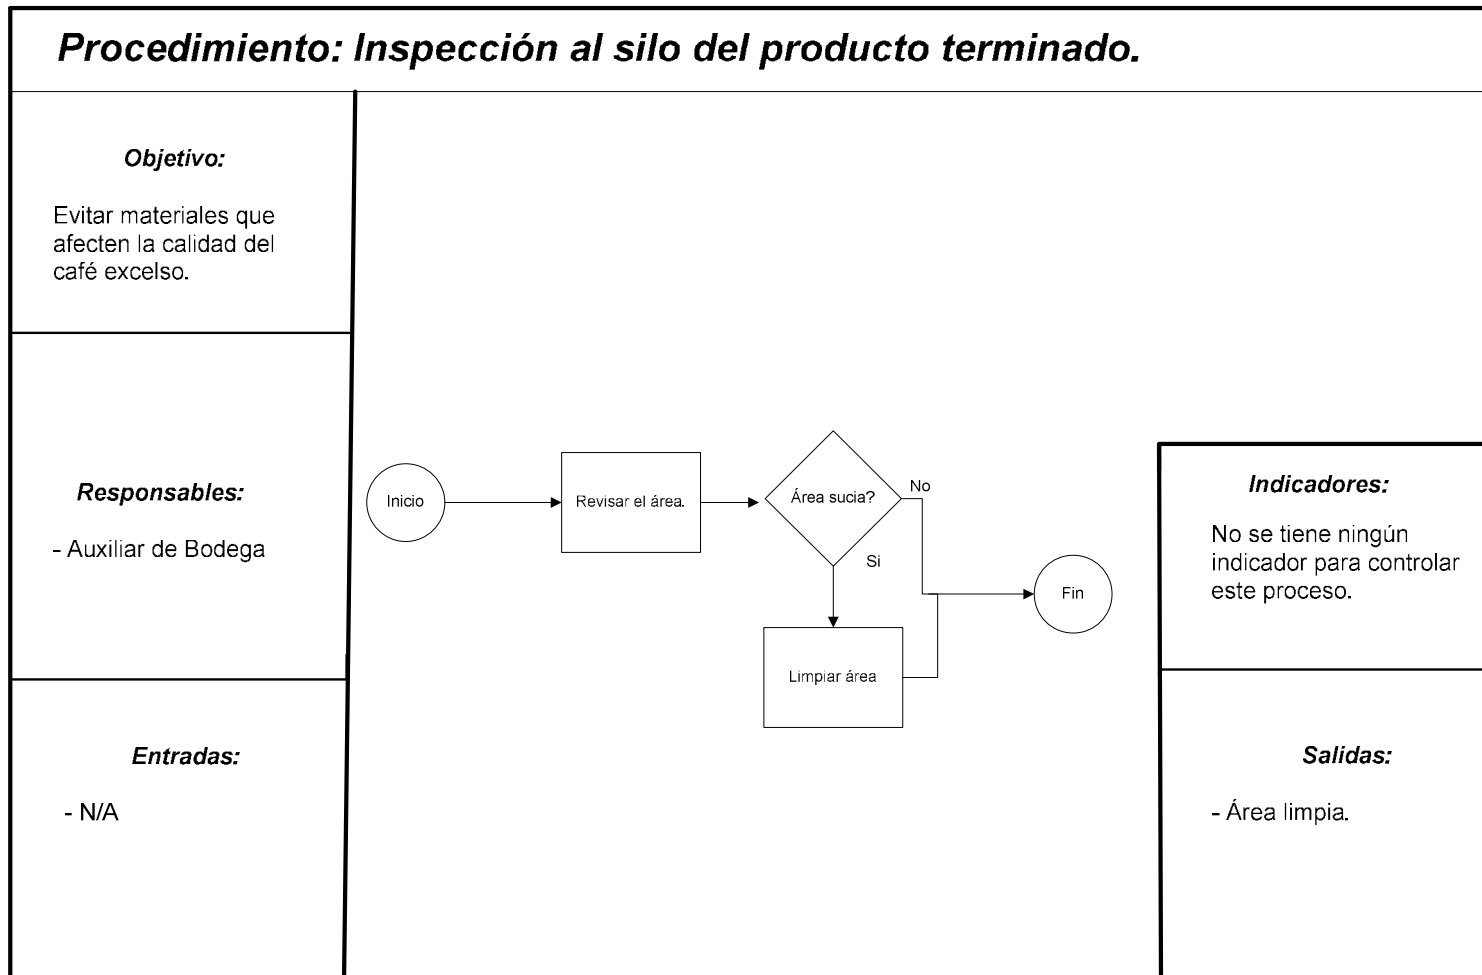 Procedimiento: Inspección al silo del producto terminado.
Objetivo:
Evitar materiales que
afecten la calidad del
café excelso.
Responsables:
- Auxiliar de Bodega
Entradas:
- N/A
Inicio
Revisar el área.
Área sucia?
No
Si
Limpiar área
Fin
Indicadores:
No se tiene ningún
indicador para controlar
este proceso.
Salidas:
- Área limpia.